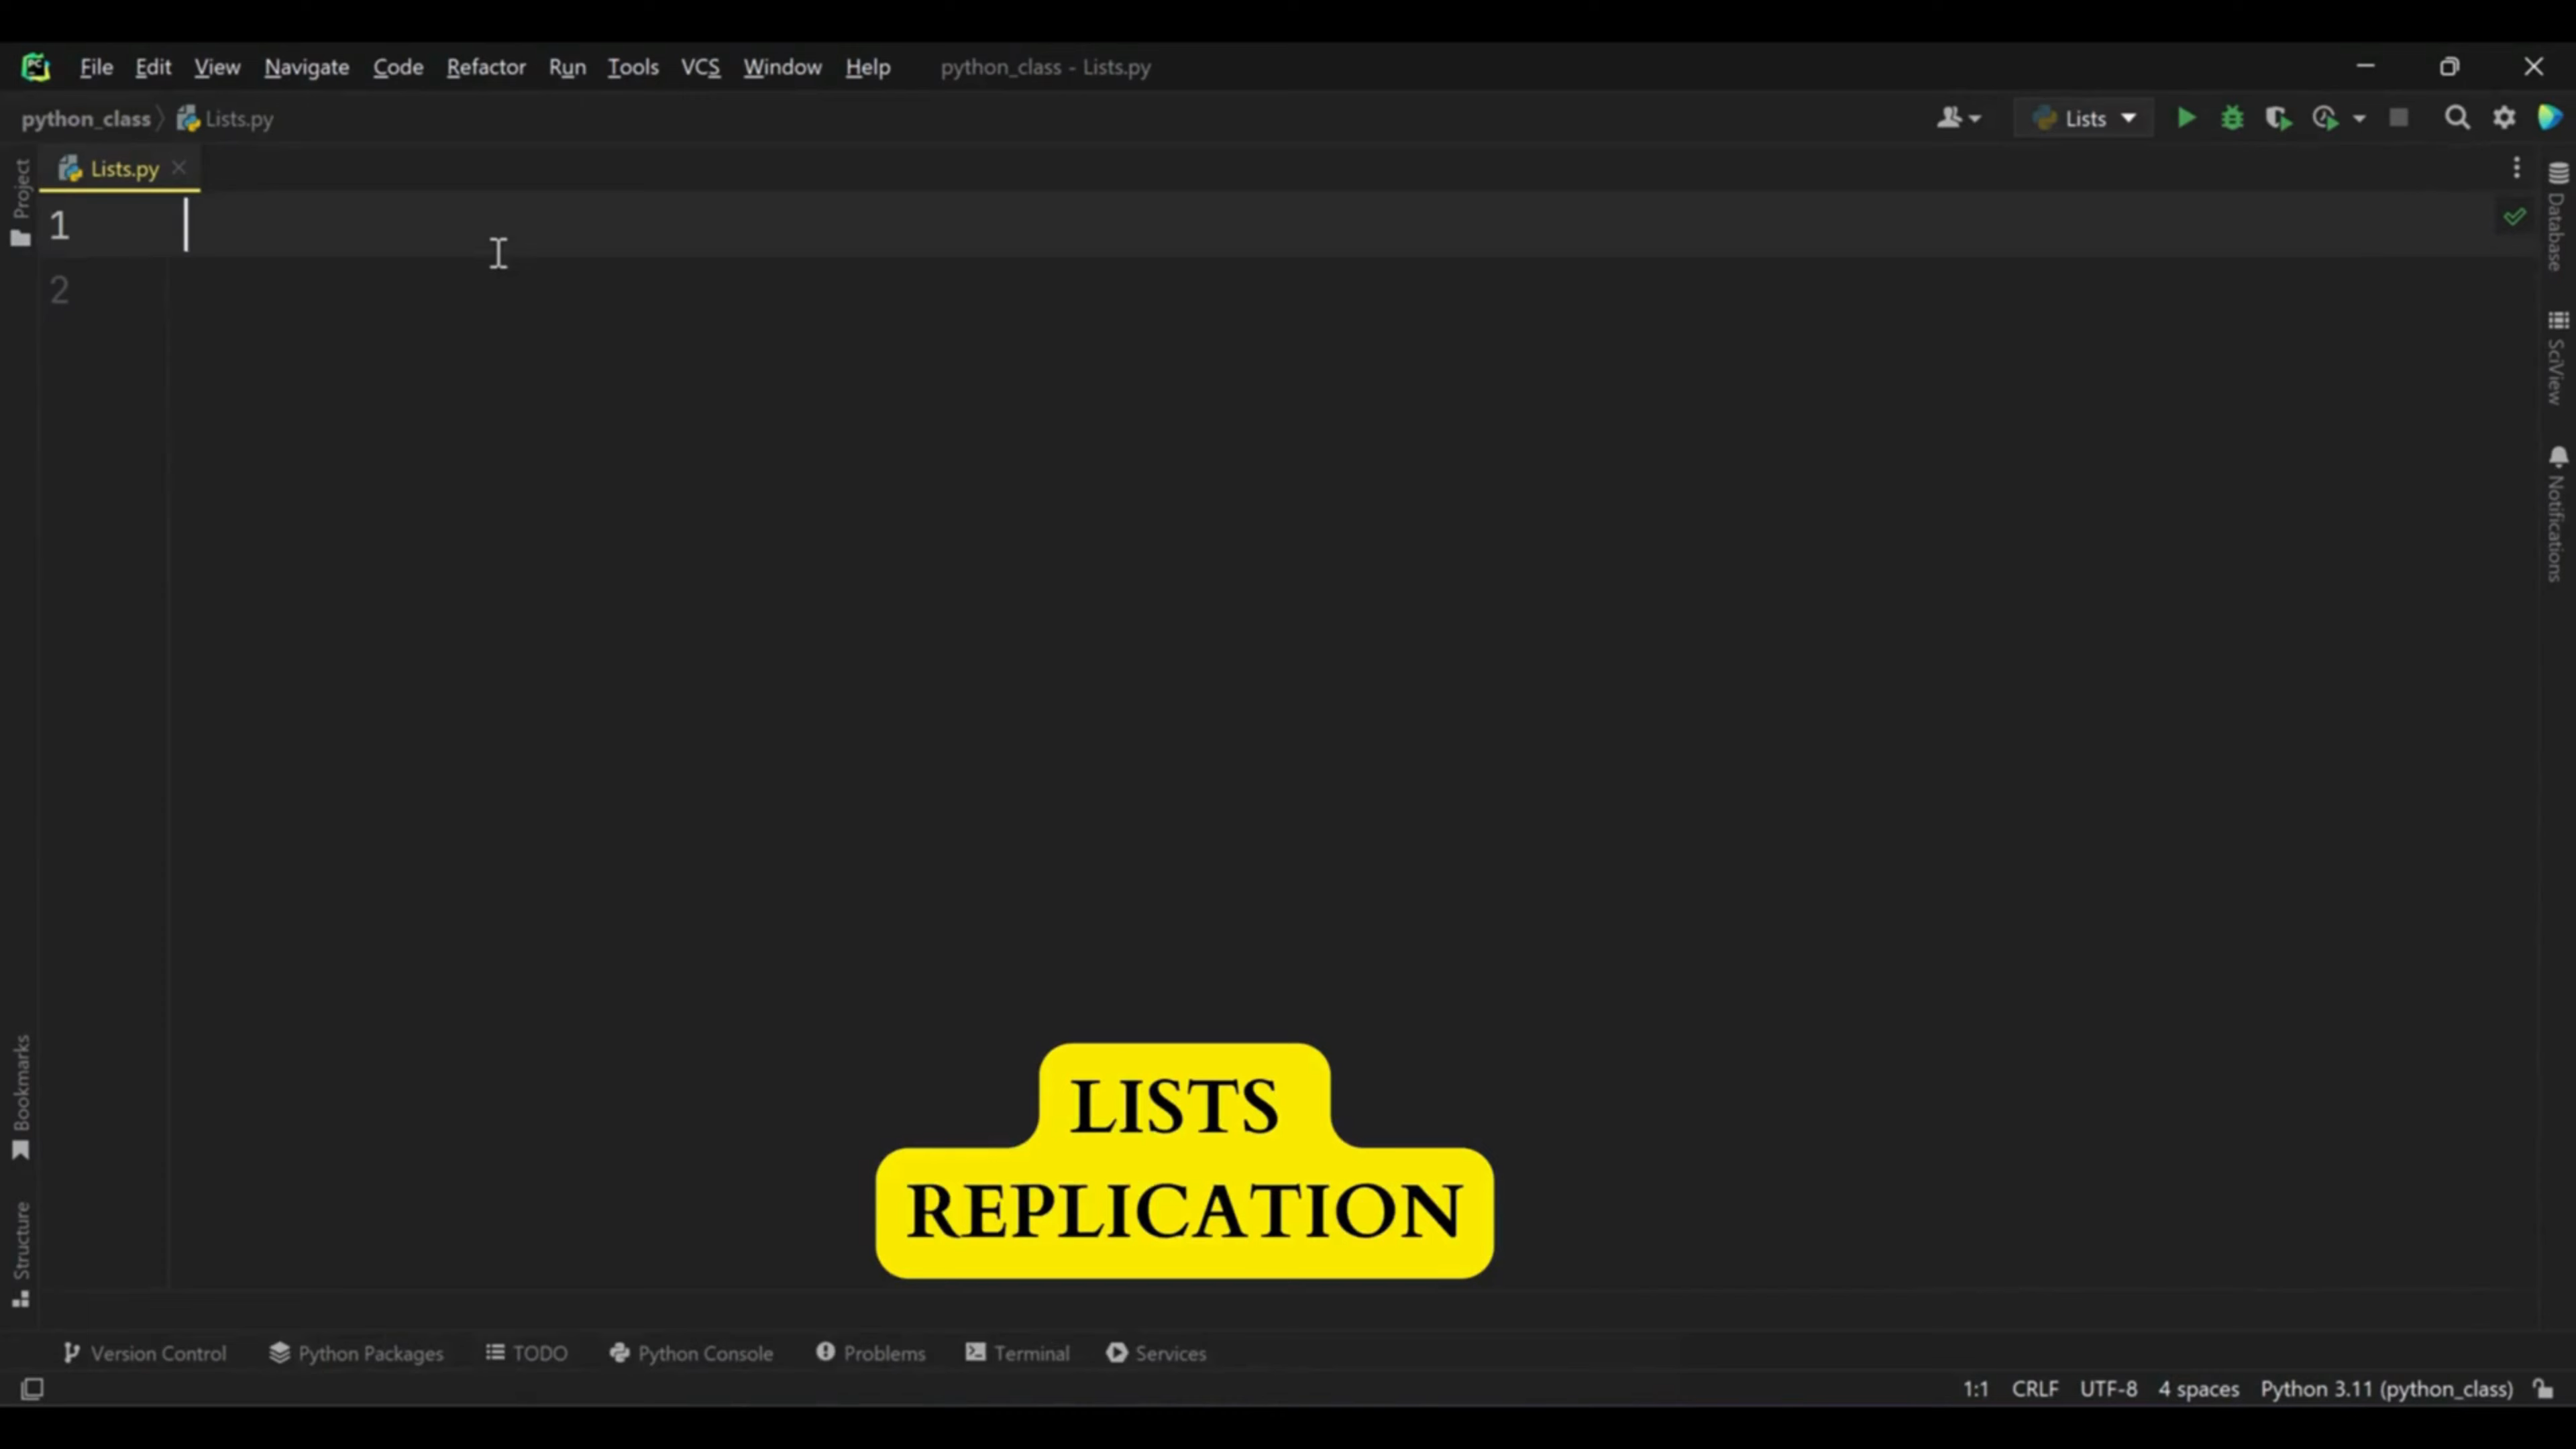 PC
File Edit View Navigate Code Refactor Run Tools VCS Window Help python_class - Lists.py
python_class Lists.py
Lists
Lists.py
Project
1
2
Database
SciView
Notifications
Bookmarks
Structure
LISTS
REPLICATION
Version Control Python Packages TODO Python Console Problems Terminal Services
1:1 CRLF UTF-8 4 spaces Python 3.11 (python_class)